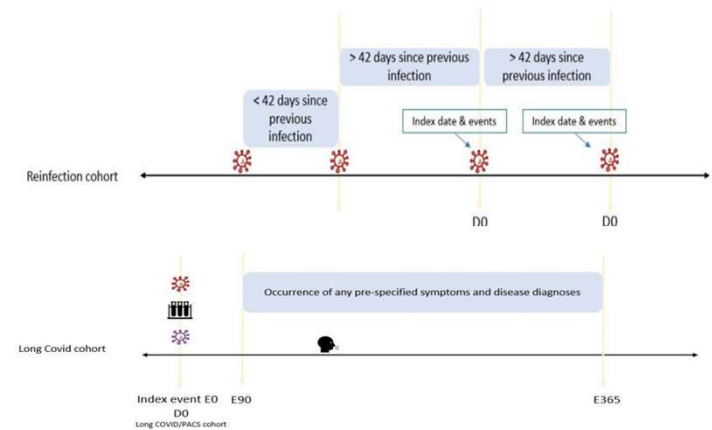 > 42 days since previous
infection
> 42 days since
previous infection
< 42 days since
previous
infection
Index date & events
Index date & events
Reinfection cohort
D0
D0
Occurrence of any pre-specified symptoms and disease diagnoses
Long Covid cohort
Index event E0
D0
Long COVID/PACS cohort
E90
E365